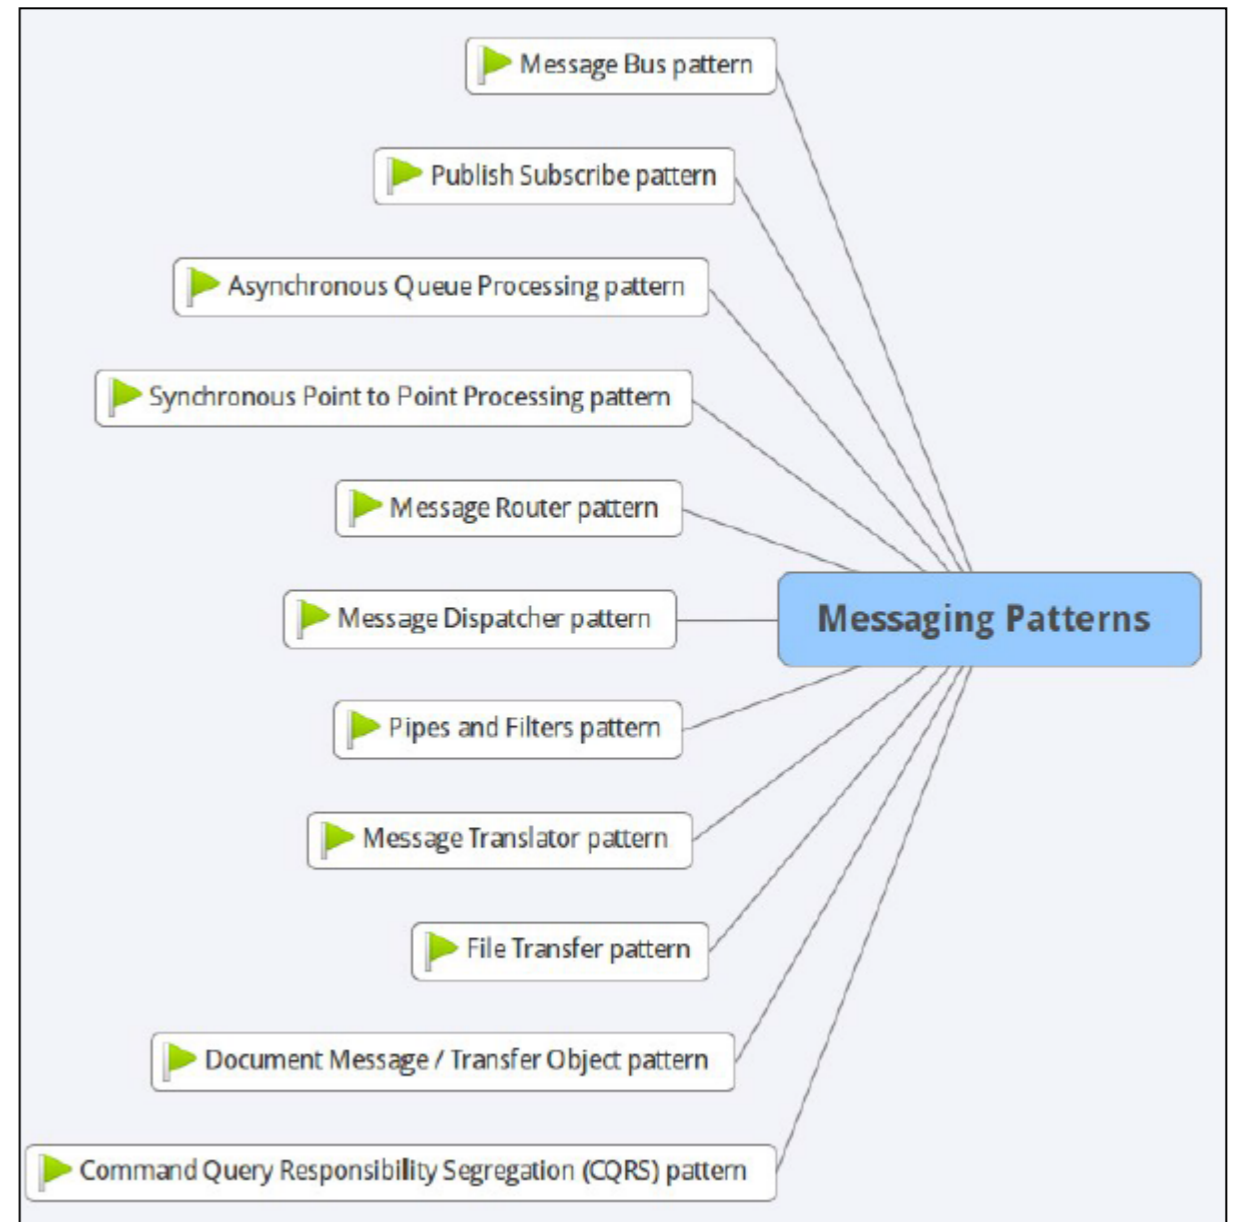 Message Bus pattern
Publish Subscribe pattern
Asynchronous Queue Processing pattern
Synchronous Point to Point Processing pattern
Message Router pattern
Message Dispatcher pattern
Messaging Patterns
Pipes and Filters pattern
Message Translator pattern
File Transfer pattern
Document Message / Transfer Object pattern
Command Query Responsibility Segregation (CQRS) pattern